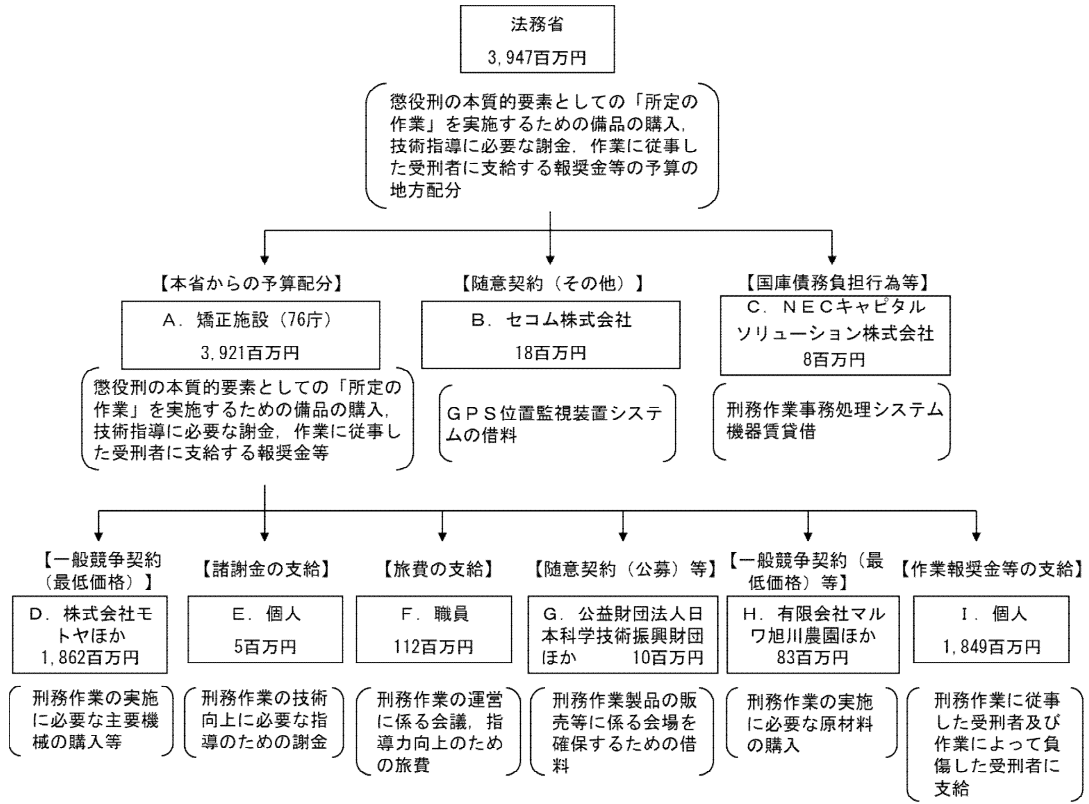 法務省
3,947百万円
懲役刑の本質的要素としての「所定の
作業」を実施するための備品の購入,
技術指導に必要な謝金,作業に従事し
た受刑者に支給する報奨金等の予算の
地方配分
【本省からの予算配分】
A.矯正施設(76庁)
3,921百万円
懲役刑の本質的要素としての「所定の
作業」を実施するための備品の購入,
技術指導に必要な謝金,作業に従事し
た受刑者に支給する報奨金等
【随意契約(その他)】
B.セコム株式会社
18百万円
GPS位置監視装置システ
ムの借料
【国庫債務負担行為等】
C.NECキャピタル
ソリューション株式会社
8百万円
刑務作業事務処理システム
機器賃貸借
【一般競争契約
(最低価格)】
D.株式会社モ
トヤほか
1,862百万円
刑務作業の実施
に必要な主要機
械の購入等
【諸謝金の支給】
E.個人
5百万円
刑務作業の技術
向上に必要な指
導のための謝金
【旅費の支給】
F.職員
112百万円
刑務作業の運営
に係る会議,指
導力向上のため
の旅費
【随意契約(公募)等】
G.公益財団法人日
本科学技術振興財団
ほか 10百万円
刑務作業製品の販
売等に係る会場を
確保するための借
料
【一般競争契約(最
低価格)等】
H.有限会社マル
ワ旭川農園ほか
83百万円
刑務作業の実施
に必要な原材料
の購入
【作業報奨金等の支給】
I.個人
1,849百万円
刑務作業に従事
した受刑者及び
作業によって負
傷した受刑者に
支給